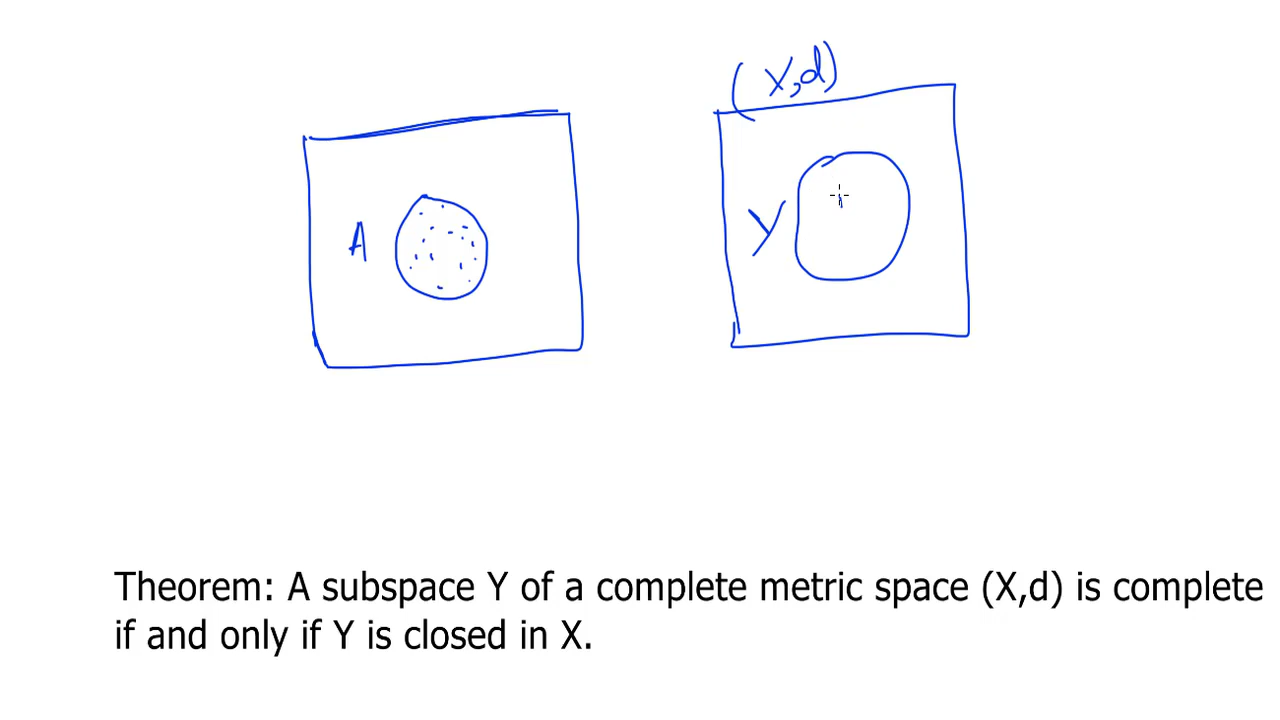 (X,d)
A
Y
Theorem: A subspace Y of a complete metric space (X,d) is complete
if and only if Y is closed in X.